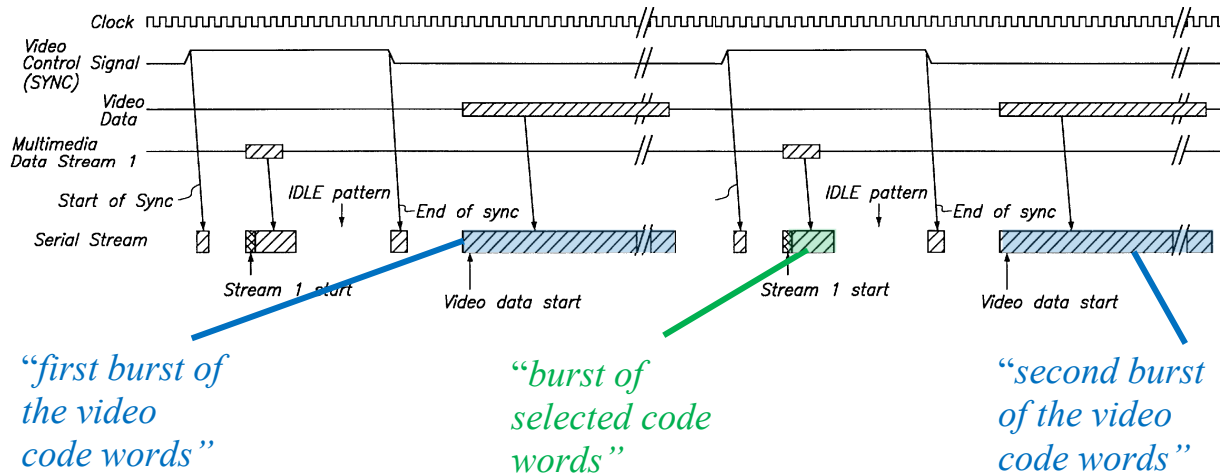 Clock
Video
Control Signal
(SYNC)
Video
Data
Multimedia
Data Stream 1
Start of Sync
IDLE pattern
End of sync
IDLE pattern
End of sync
Serial Stream
Stream 1 start
Video data start
Stream 1 start
Video data start
“first burst of
the video
code words”
“burst of
selected code
words”
“second burst
of the video
code words”